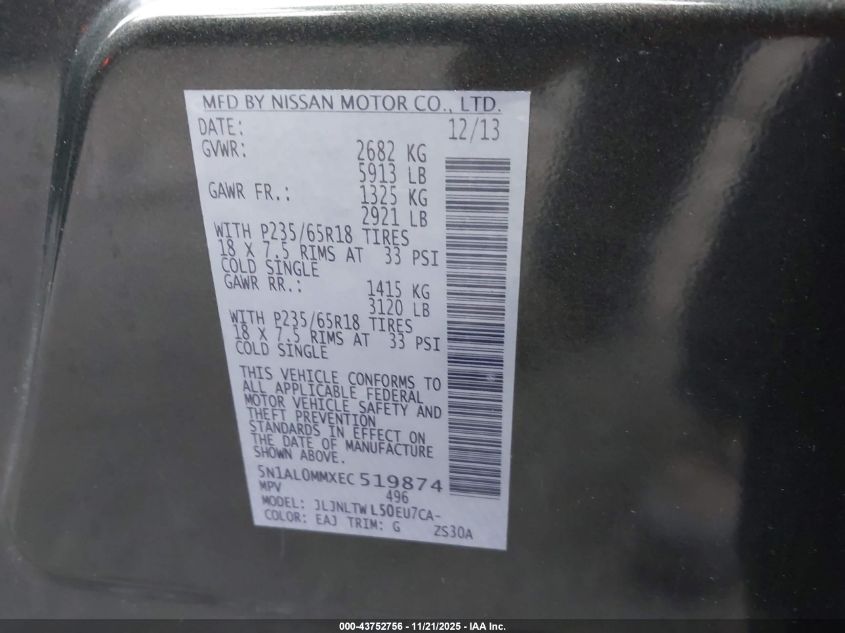 MFD BY NISSAN MOTOR CO., LTD.
DATE: 12/13
GVWR: 2682 KG
5913 LB
GAWR FR.: 1325 KG
2921 LB
WITH P235/65R18 TIRES
18 X 7.5 RIMS AT 33 PSI
COLD SINGLE
GAWR RR.: 1415 KG
3120 LB
WITH P235/65R18 TIRES
18 X 7.5 RIMS AT 33 PSI
COLD SINGLE
THIS VEHICLE CONFORMS TO
ALL APPLICABLE FEDERAL
MOTOR VEHICLE SAFETY AND
THEFT PREVENTION
STANDARDS IN EFFECT ON
THE DATE OF MANUFACTURE
SHOWN ABOVE.
5N1AL0MMXEC519874
MPV 496
MODEL: JLJNLTWL50EU7CA-
COLOR: EAJ TRIM: G ZS30A
000-43752756 - 11/21/2025 - IAA Inc.